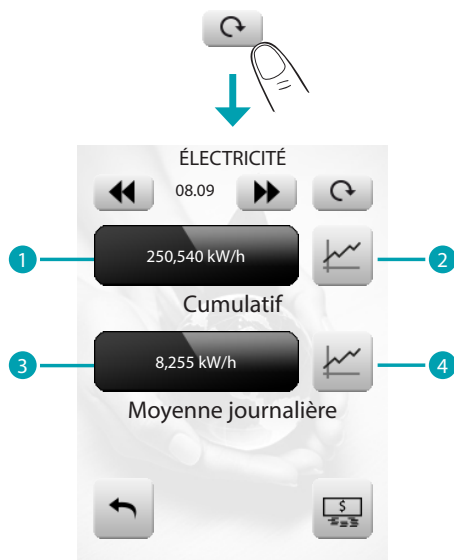 ÉLECTRICITÉ
08.09
1 250,540 kW/h 2
Cumulatif
3 8,255 kW/h 4
Moyenne journalière
$